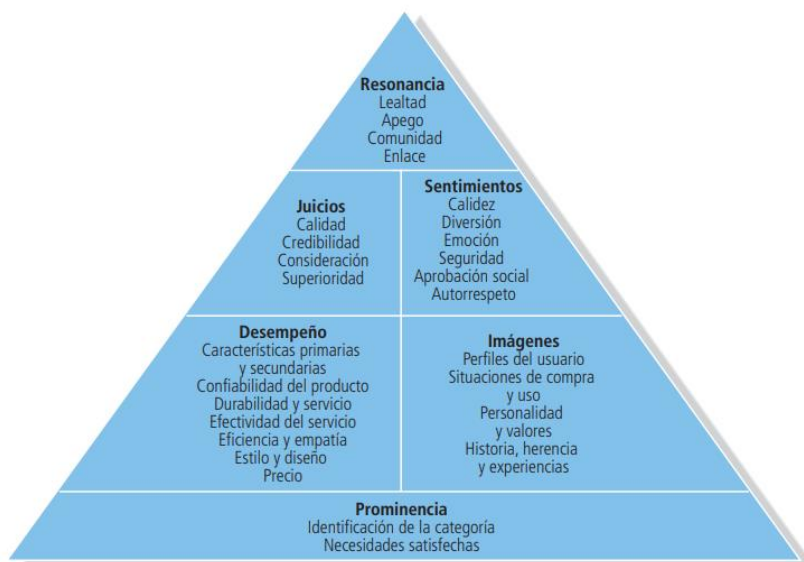 Resonancia
Lealtad
Apego
Comunidad
Enlace
Juicios
Calidad
Credibilidad
Consideración
Superioridad
Sentimientos
Calidez
Diversión
Emoción
Seguridad
Aprobación social
Autorrespeto
Desempeño
Características primarias
y secundarias
Confiabilidad del producto
Durabilidad y servicio
Efectividad del servicio
Eficiencia y empatía
Estilo y diseño
Precio
Imágenes
Perfiles del usuario
Situaciones de compra
y uso
Personalidad
y valores
Historia, herencia
y experiencias
Prominencia
Identificación de la categoría
Necesidades satisfechas